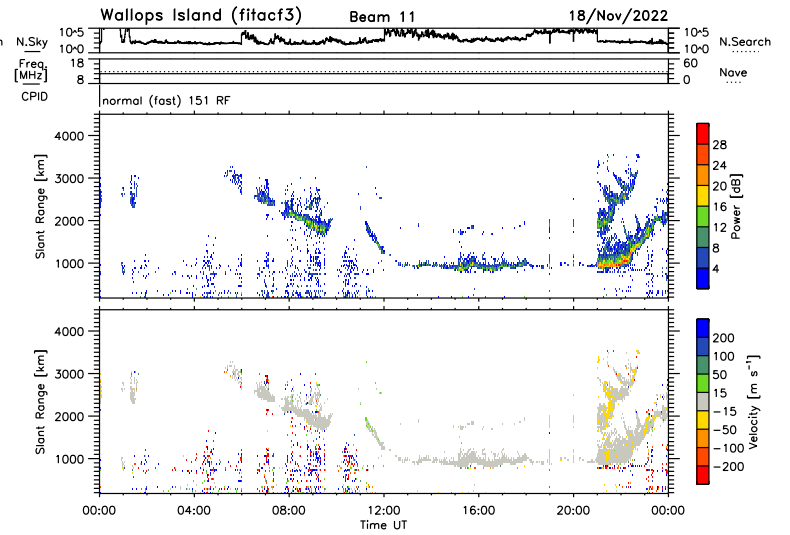 Wallops Island (fitacf3) Beam 11 18/Nov/2022
n N.Sky 10^5 10^5 N.Search
10^0 10^0
Freq. 18 60 Nave
[MHz] 8 0
CPID normal (fast) 151 RF
4000
3000
2000
1000
Slant Range [km]
28
24
20
16
12
8
4
Power [dB]
4000
3000
2000
1000
Slant Range [km]
200
100
50
15
−15
−50
−100
−200
Velocity [m s⁻¹]
00:00 04:00 08:00 12:00 16:00 20:00 00:00
Time UT